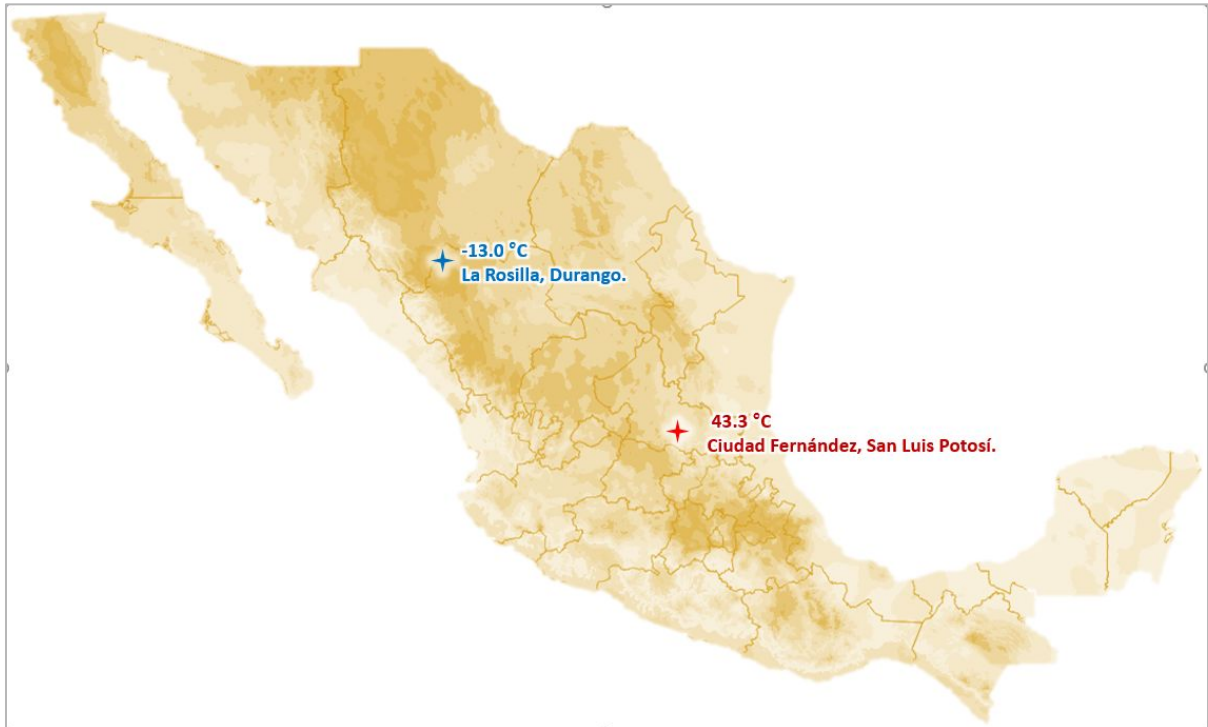 -13.0 °C
La Rosilla, Durango.
43.3 °C
Ciudad Fernández, San Luis Potosí.